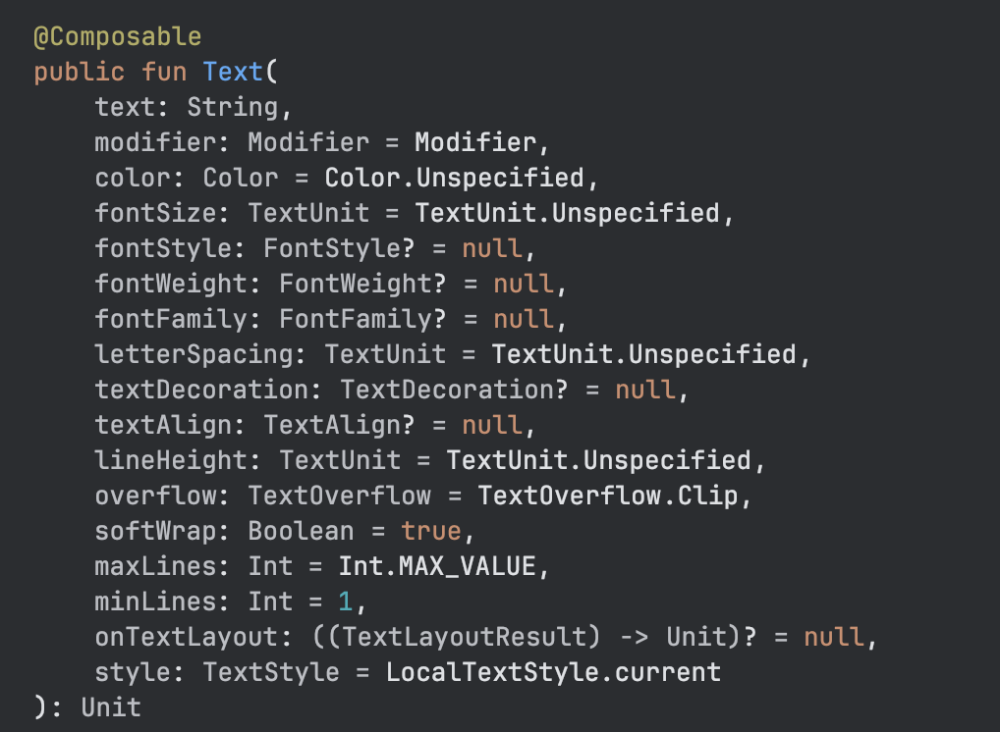 @Composable
public fun Text(
    text: String,
    modifier: Modifier = Modifier,
    color: Color = Color.Unspecified,
    fontSize: TextUnit = TextUnit.Unspecified,
    fontStyle: FontStyle? = null,
    fontWeight: FontWeight? = null,
    fontFamily: FontFamily? = null,
    letterSpacing: TextUnit = TextUnit.Unspecified,
    textDecoration: TextDecoration? = null,
    textAlign: TextAlign? = null,
    lineHeight: TextUnit = TextUnit.Unspecified,
    overflow: TextOverflow = TextOverflow.Clip,
    softWrap: Boolean = true,
    maxLines: Int = Int.MAX_VALUE,
    minLines: Int = 1,
    onTextLayout: ((TextLayoutResult) -> Unit)? = null,
    style: TextStyle = LocalTextStyle.current
): Unit